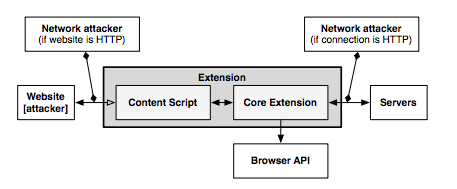 Network attacker
(if website is HTTP)
Network attacker
(if connection is HTTP)
Extension
Website
[attacker]
Content Script
Core Extension
Servers
Browser API